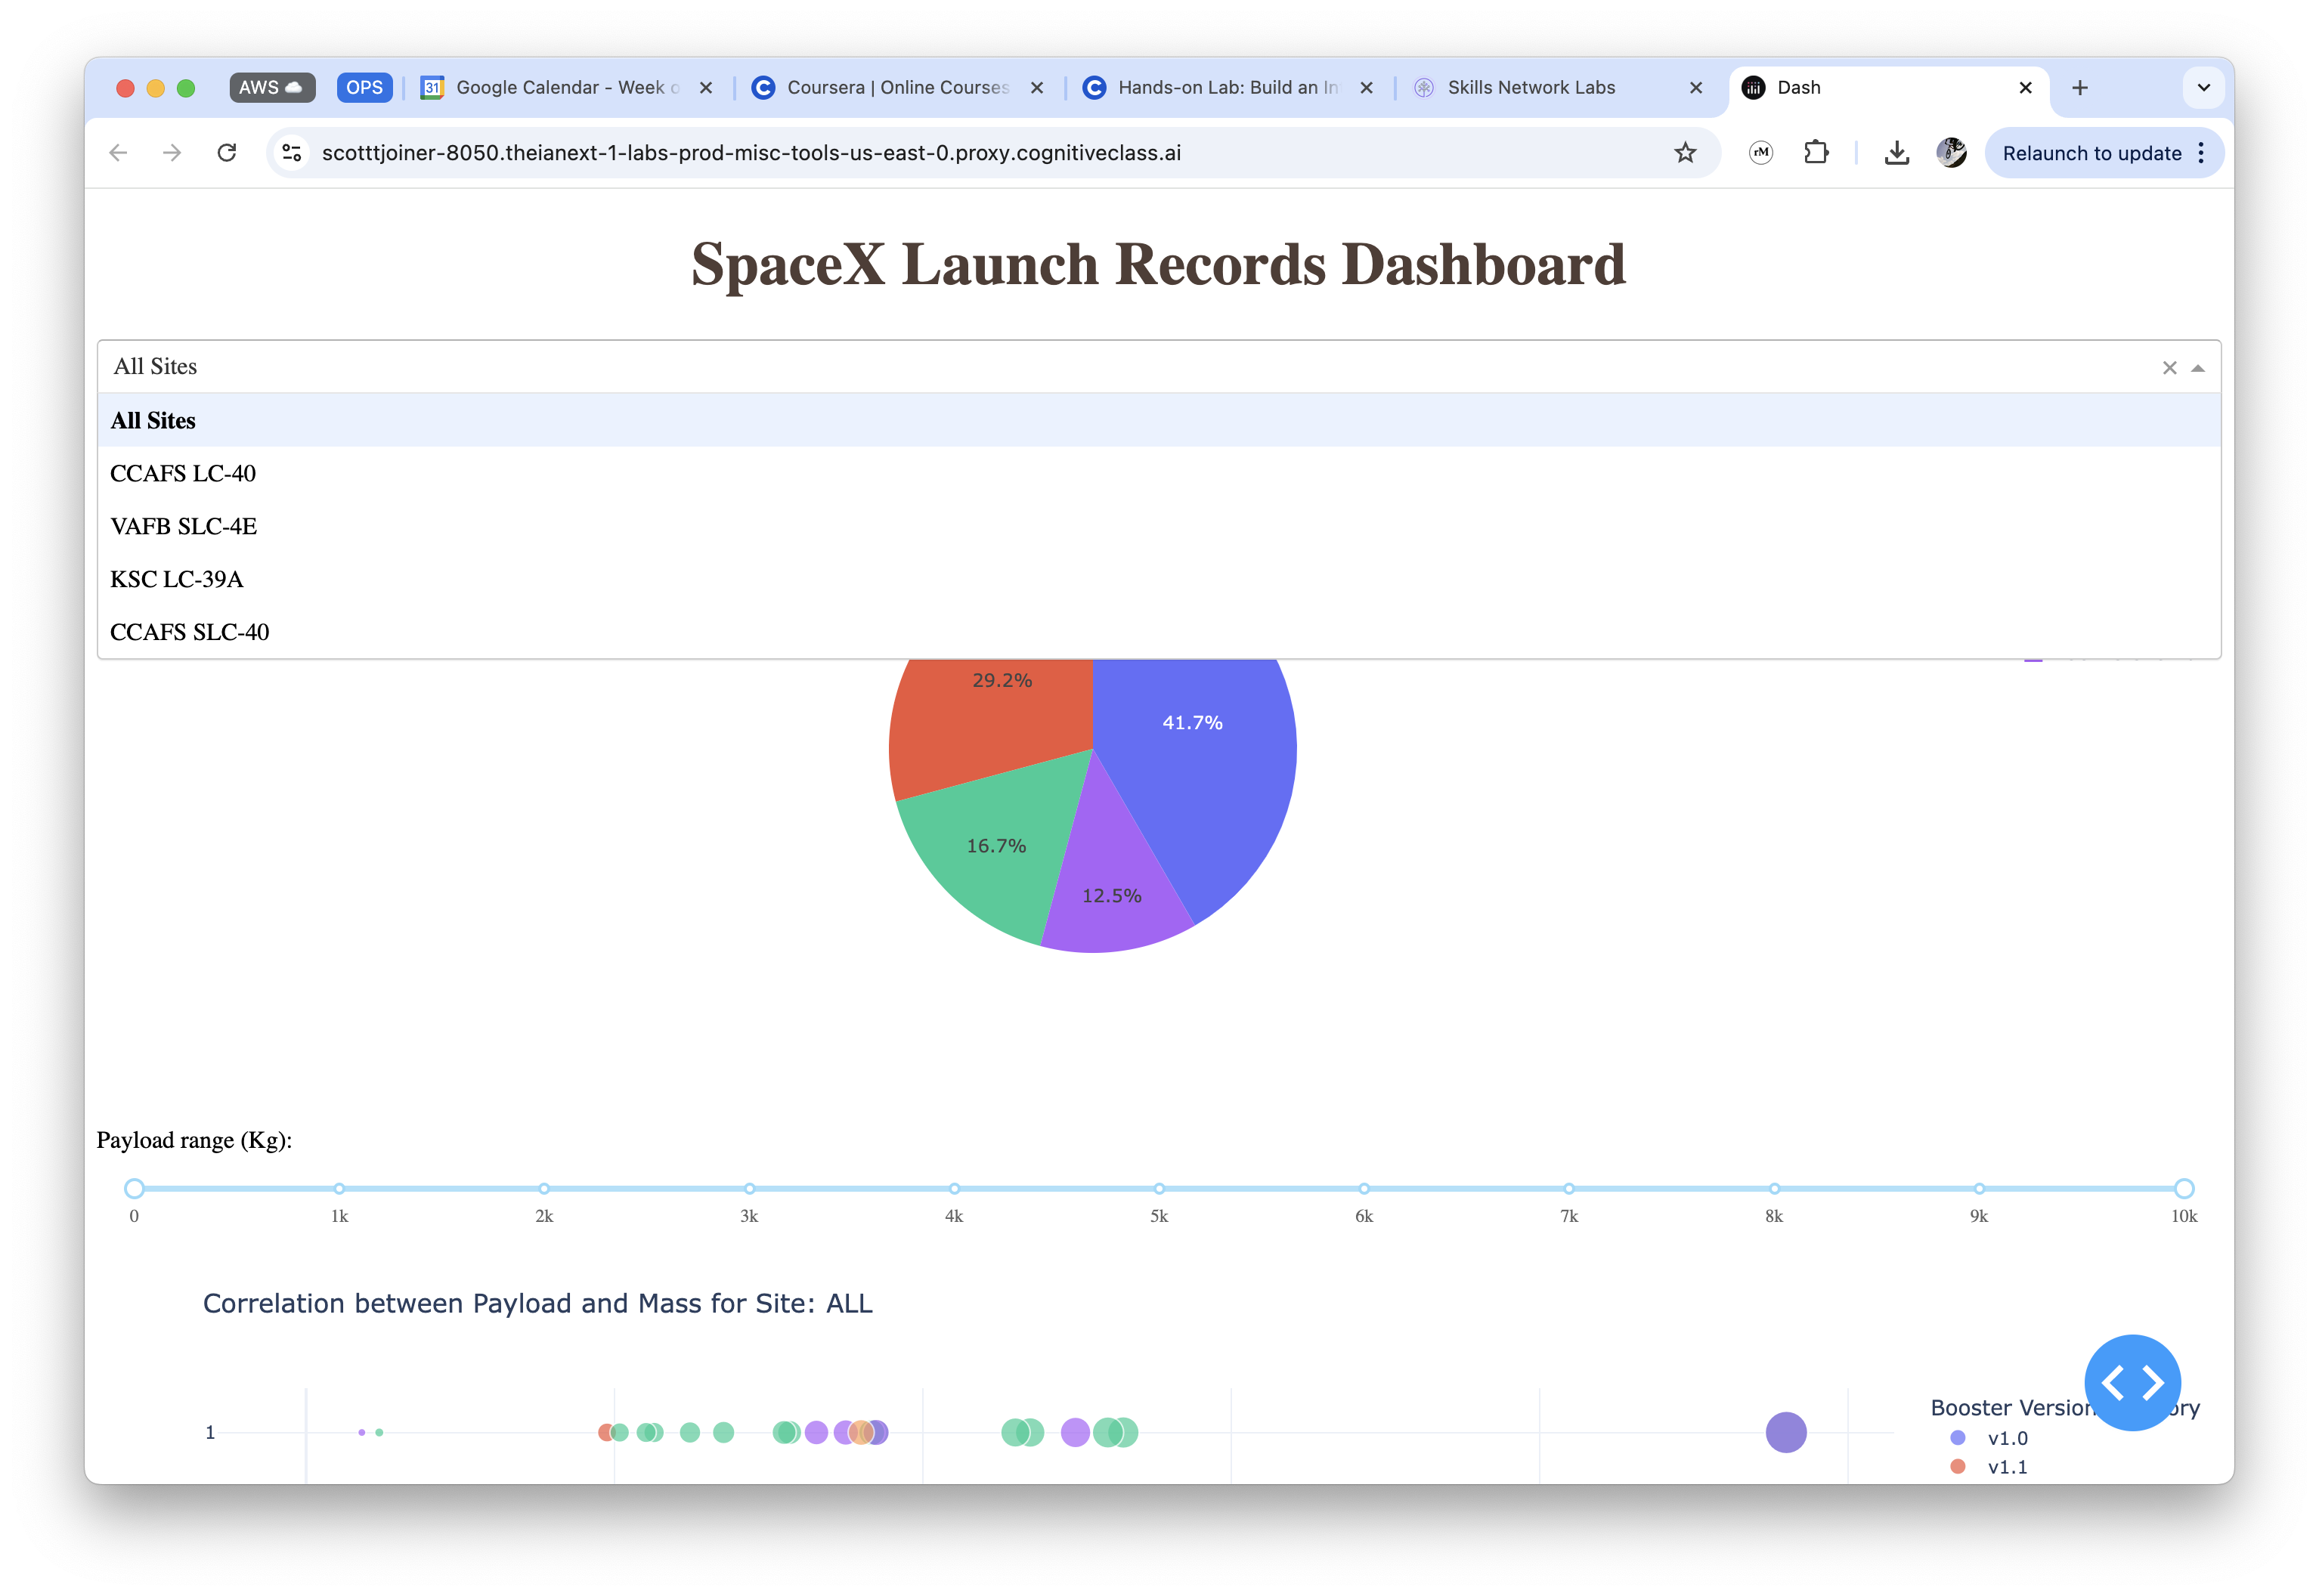 AWS OPS 31 Google Calendar - Week o Coursera | Online Courses Hands-on Lab: Build an In Skills Network Labs Dash
scotttjoiner-8050.theianext-1-labs-prod-misc-tools-us-east-0.proxy.cognitiveclass.ai rM Relaunch to update
SpaceX Launch Records Dashboard
All Sites
All Sites
CCAFS LC-40
VAFB SLC-4E
KSC LC-39A
CCAFS SLC-40
29.2%
41.7%
16.7%
12.5%
Payload range (Kg):
0 1k 2k 3k 4k 5k 6k 7k 8k 9k 10k
Correlation between Payload and Mass for Site: ALL
Booster Version ory
1
v1.0
v1.1